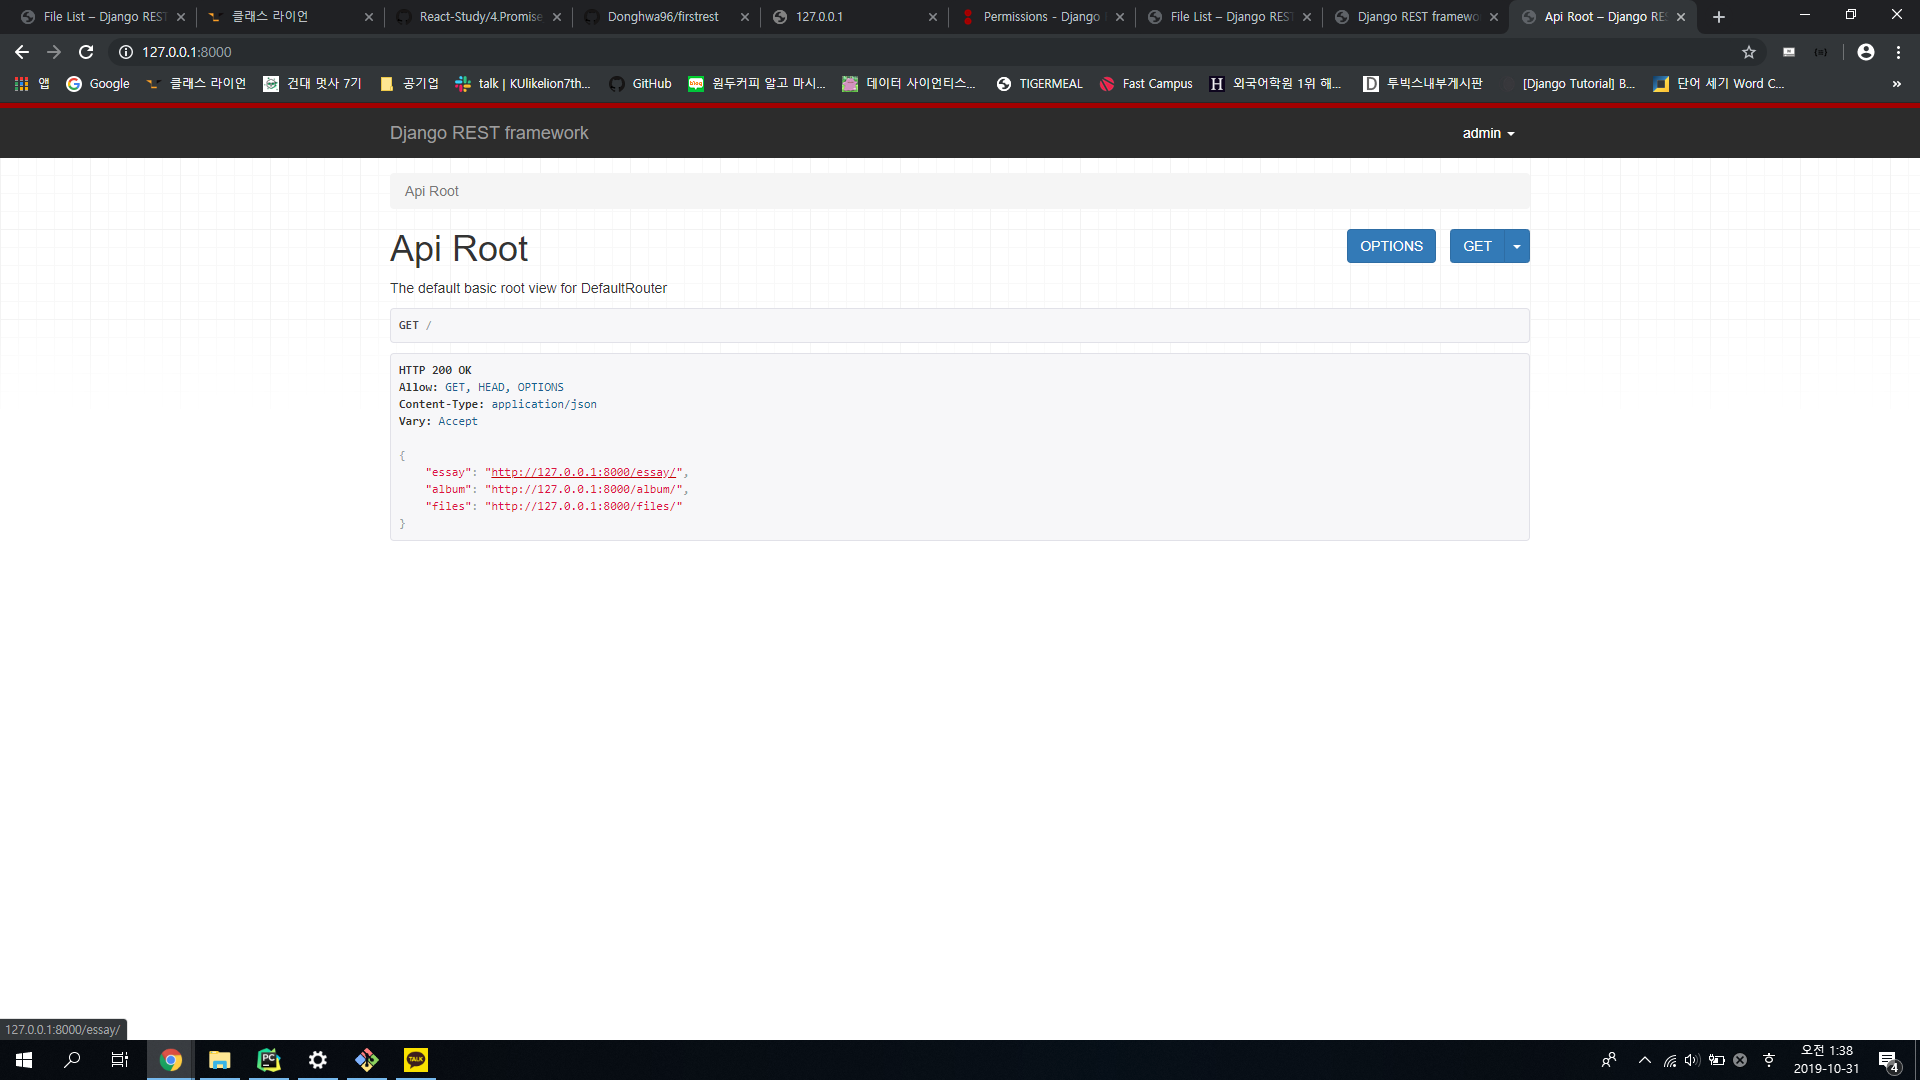 File List – Django REST
클래스 라이언
React-Study/4.Promise
Donghwa96/firstrest
127.0.0.1
Permissions - Django
File List – Django REST
Django REST framewo
Api Root – Django RE
127.0.0.1:8000
앱
Google
클래스 라이언
건대 멋사 7기
공기업
talk | KUlikelion7th...
GitHub
원두커피 알고 마시...
데이터 사이언티스...
TIGERMEAL
Fast Campus
외국어학원 1위 해...
투빅스내부게시판
[Django Tutorial] B...
단어 세기 Word C...
»
Django REST framework
admin
Api Root
Api Root
OPTIONS
GET
The default basic root view for DefaultRouter
GET /
HTTP 200 OK
Allow: GET, HEAD, OPTIONS
Content-Type: application/json
Vary: Accept
{
"essay": "http://127.0.0.1:8000/essay/",
"album": "http://127.0.0.1:8000/album/",
"files": "http://127.0.0.1:8000/files/"
}
127.0.0.1:8000/essay/
PC
TALK
오전 1:38
2019-10-31
4